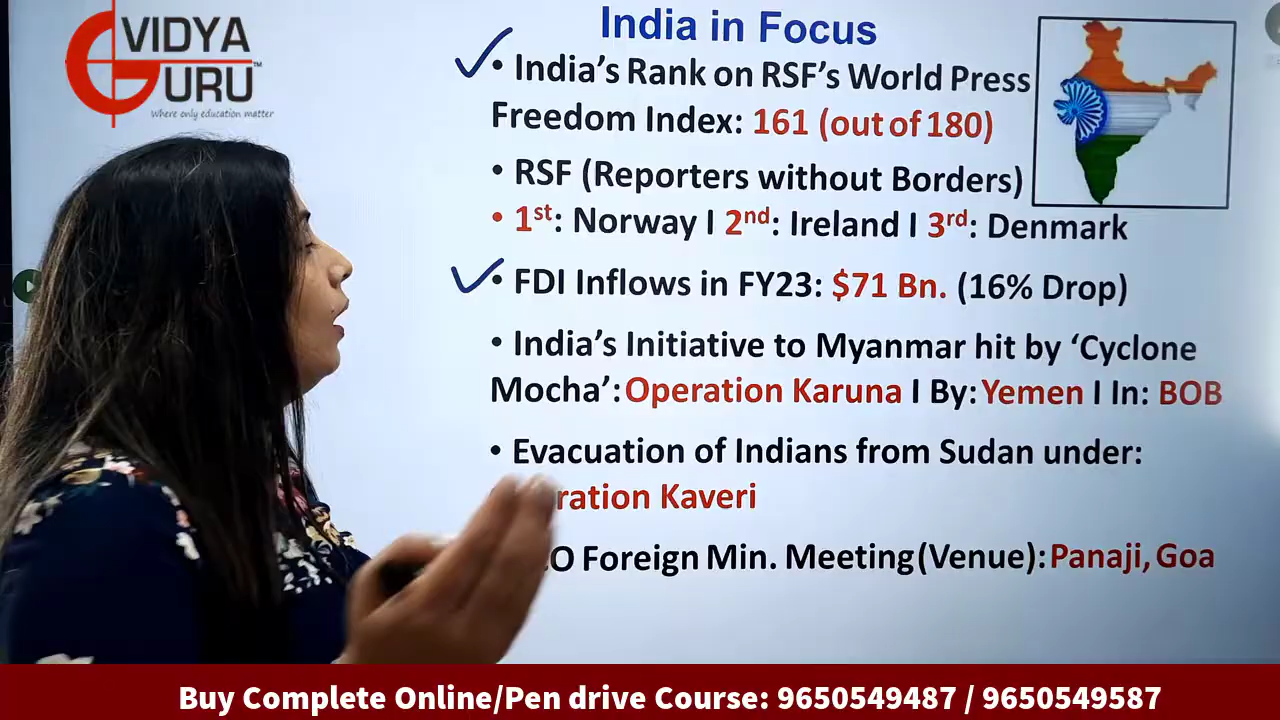 VIDYA
GURU™
Where only education matter
India in Focus
• India's Rank on RSF's World Press
Freedom Index: 161 (out of 180)
• RSF (Reporters without Borders)
• 1st: Norway I 2nd: Ireland I 3rd: Denmark
• FDI Inflows in FY23: $71 Bn. (16% Drop)
• India's Initiative to Myanmar hit by 'Cyclone
Mocha': Operation Karuna I By: Yemen I In: BOB
• Evacuation of Indians from Sudan under:
ration Kaveri
O Foreign Min. Meeting (Venue): Panaji, Goa
Buy Complete Online/Pen drive Course: 9650549487 / 9650549587